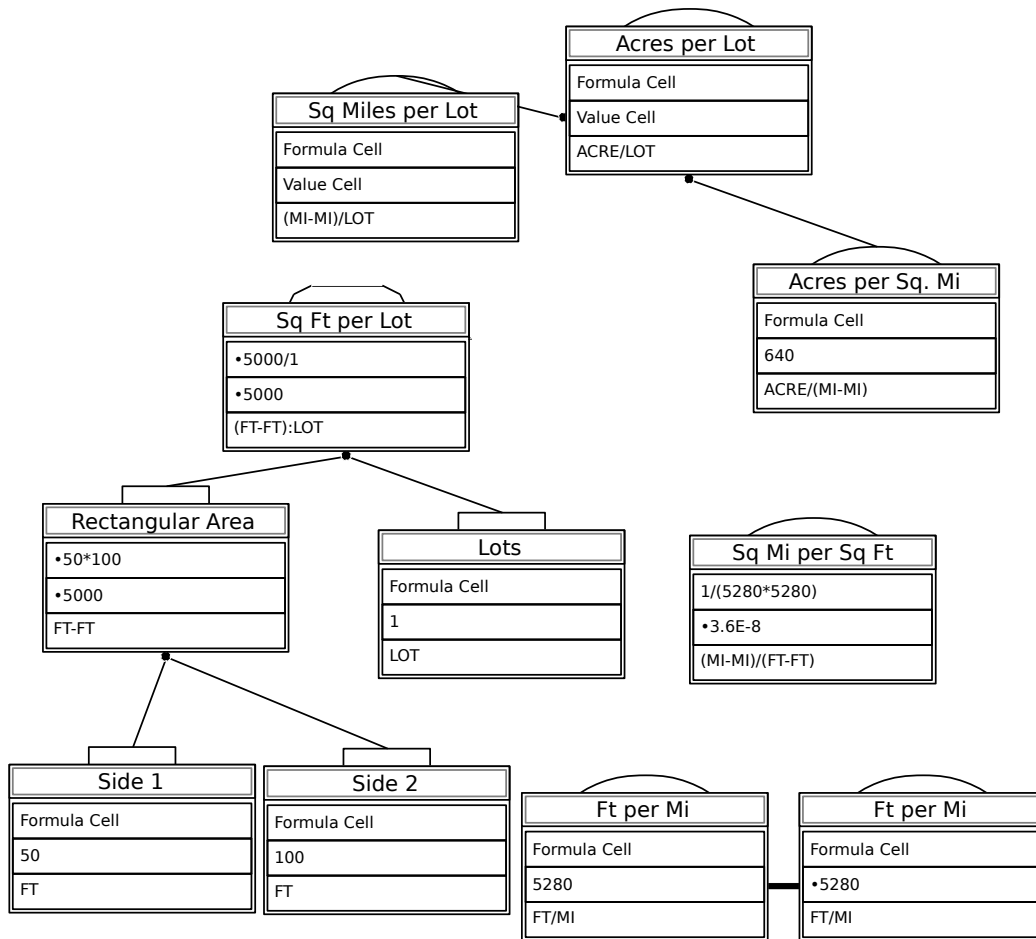 Acres per Lot
Formula Cell
Value Cell
ACRE/LOT
Sq Miles per Lot
Formula Cell
Value Cell
(MI-MI)/LOT
Acres per Sq. Mi
Formula Cell
640
ACRE/(MI-MI)
Sq Ft per Lot
•5000/1
•5000
(FT-FT):LOT
Rectangular Area
•50*100
•5000
FT-FT
Lots
Formula Cell
1
LOT
Sq Mi per Sq Ft
1/(5280*5280)
•3.6E-8
(MI-MI)/(FT-FT)
Side 1
Formula Cell
50
FT
Side 2
Formula Cell
100
FT
Ft per Mi
Formula Cell
5280
FT/MI
Ft per Mi
Formula Cell
•5280
FT/MI